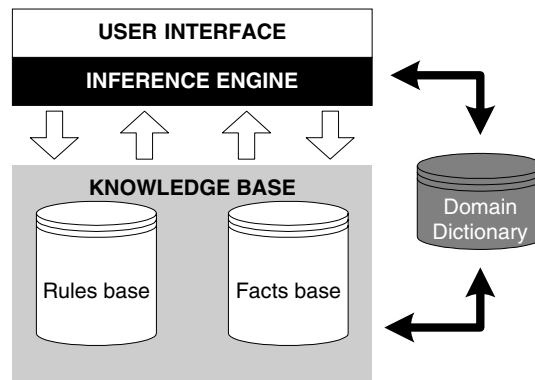 USER INTERFACE
INFERENCE ENGINE
KNOWLEDGE BASE
Rules base
Facts base
Domain
Dictionary